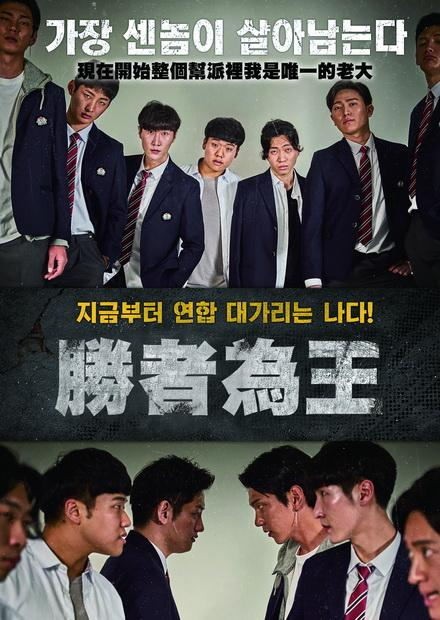 가장 센놈이 살아남는다
現在開始整個幫派裡我是唯一的老大
지금부터 연합 대가리는 나다!
勝者為王